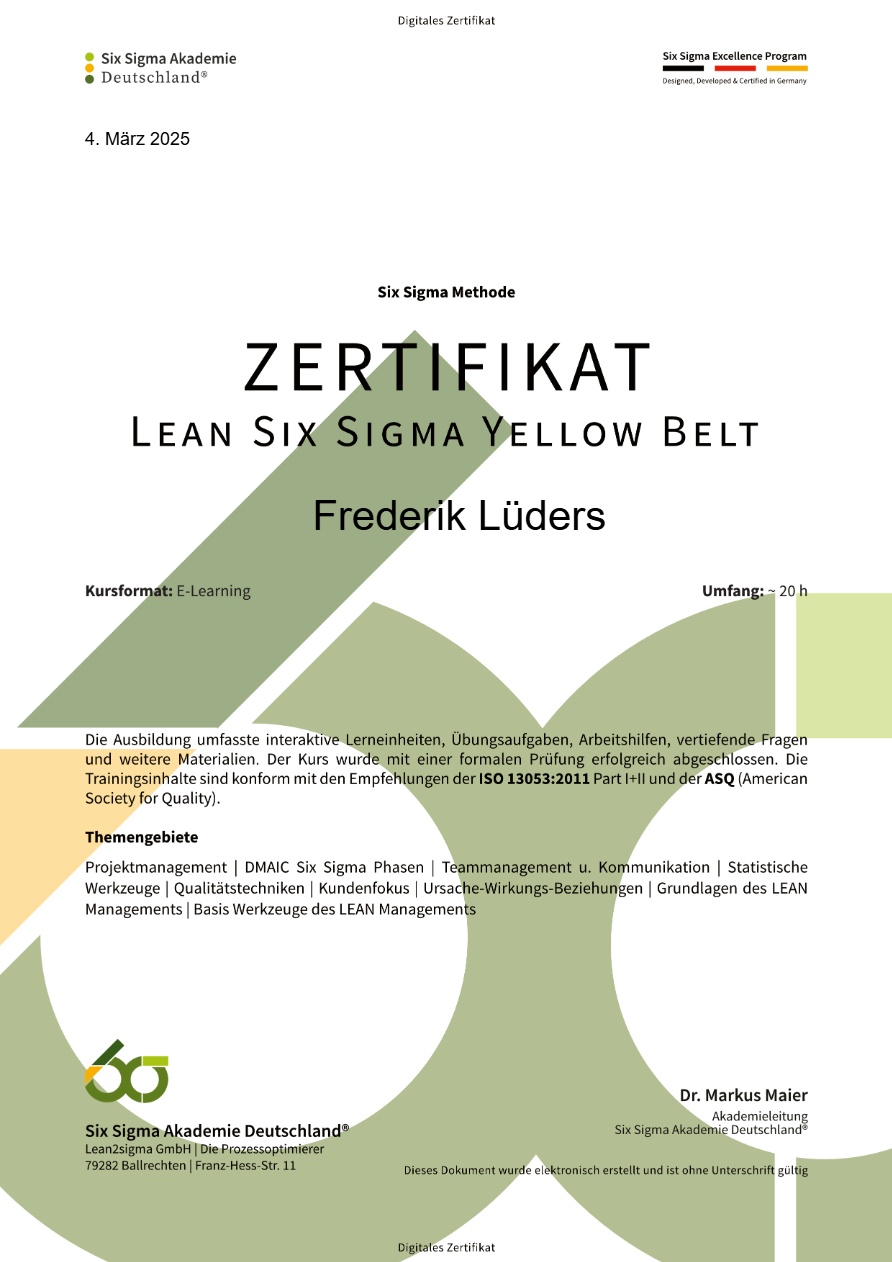 Digitales Zertifikat
Six Sigma Akademie
Deutschland®
Six Sigma Excellence Program
Designed, Developed & Certified in Germany
4. März 2025
Six Sigma Methode
ZERTIFIKAT
LEAN SIX SIGMA YELLOW BELT
Frederik Lüders
Kursformat: E-Learning
Umfang: ~ 20 h
Die Ausbildung umfasste interaktive Lerneinheiten, Übungsaufgaben, Arbeitshilfen, vertiefende Fragen
und weitere Materialien. Der Kurs wurde mit einer formalen Prüfung erfolgreich abgeschlossen. Die
Trainingsinhalte sind konform mit den Empfehlungen der ISO 13053:2011 Part I+II und der ASQ (American
Society for Quality).
Themengebiete
Projektmanagement | DMAIC Six Sigma Phasen | Teammanagement u. Kommunikation | Statistische
Werkzeuge | Qualitätstechniken | Kundenfokus | Ursache-Wirkungs-Beziehungen | Grundlagen des LEAN
Managements | Basis Werkzeuge des LEAN Managements
Six Sigma Akademie Deutschland®
Lean2sigma GmbH | Die Prozessoptimierer
79282 Ballrechten | Franz-Hess-Str. 11
Dr. Markus Maier
Akademieleitung
Six Sigma Akademie Deutschland®
Dieses Dokument wurde elektronisch erstellt und ist ohne Unterschrift gültig
Digitales Zertifikat